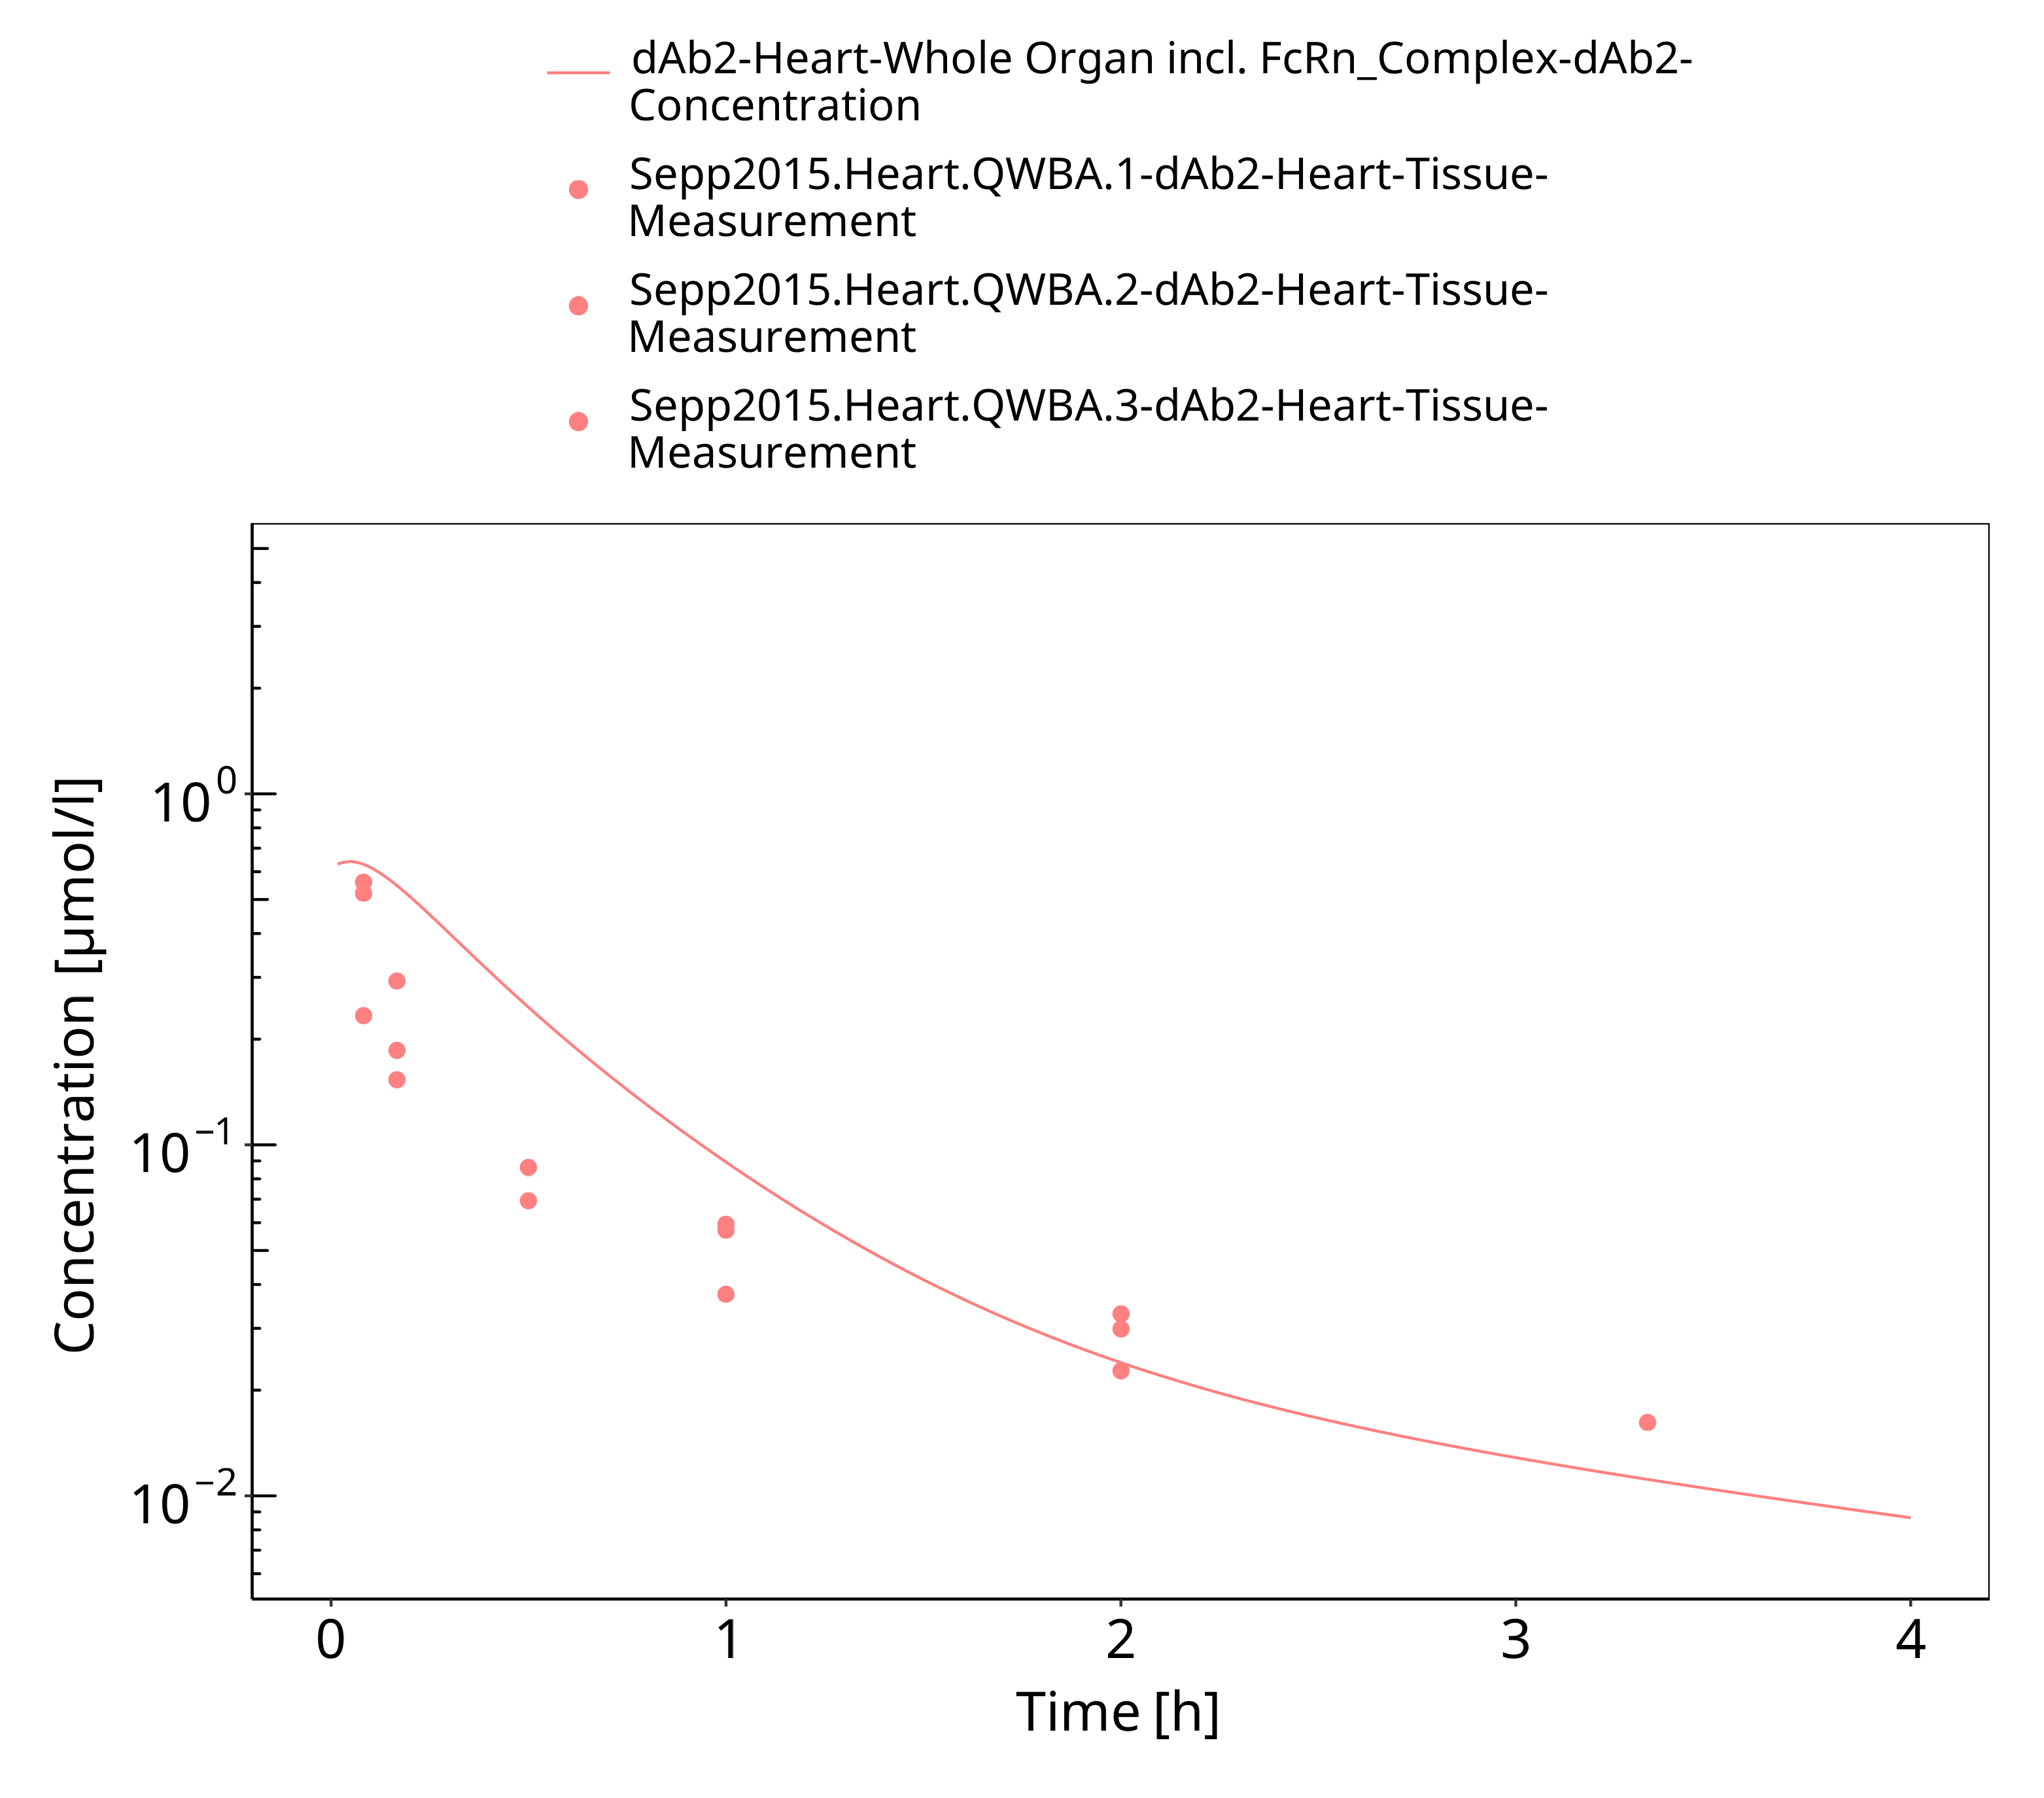 dAb2-Heart-Whole Organ incl. FcRn_Complex-dAb2-
Concentration
Sepp2015.Heart.QWBA.1-dAb2-Heart-Tissue-
Measurement
Sepp2015.Heart.QWBA.2-dAb2-Heart-Tissue-
Measurement
Sepp2015.Heart.QWBA.3-dAb2-Heart-Tissue-
Measurement
Concentration [µmol/l]
10^0
10^−1
10^−2
0 1 2 3 4
Time [h]